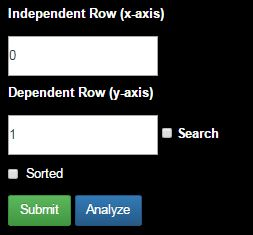 Independent Row (x-axis)
0
Dependent Row (y-axis)
1 Search
Sorted
Submit Analyze